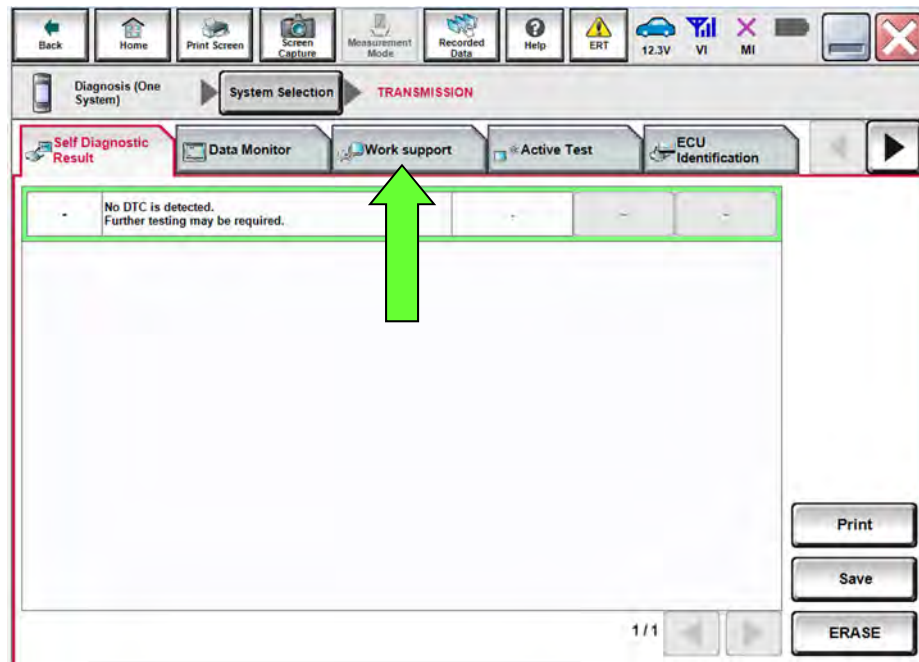 Back
Home
Print Screen
Screen
Capture
Measurement
Mode
Recorded
Data
Help
ERT
12.3V
VI
MI
Diagnosis (One
System)
System Selection
TRANSMISSION
Self Diagnostic
Result
Data Monitor
Work support
Active Test
ECU
Identification
- No DTC is detected.
Further testing may be required.
- - -
Print
Save
1/1
ERASE